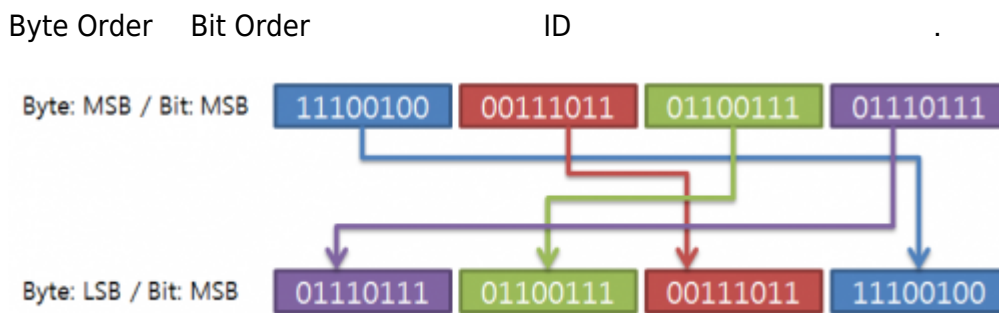 Byte Order Bit Order ID .
Byte: MSB / Bit: MSB 11100100 00111011 01100111 01110111
Byte: LSB / Bit: MSB 01110111 01100111 00111011 11100100